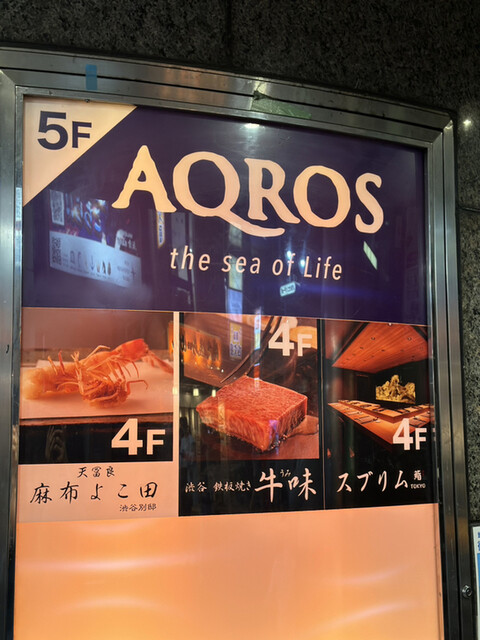 5F
AQROS
the sea of Life
4F
天冨良
麻布よこ田
渋谷別邸
4F
渋谷 鉄板焼き 牛味
うみ
4F
スブリム
TOKYO